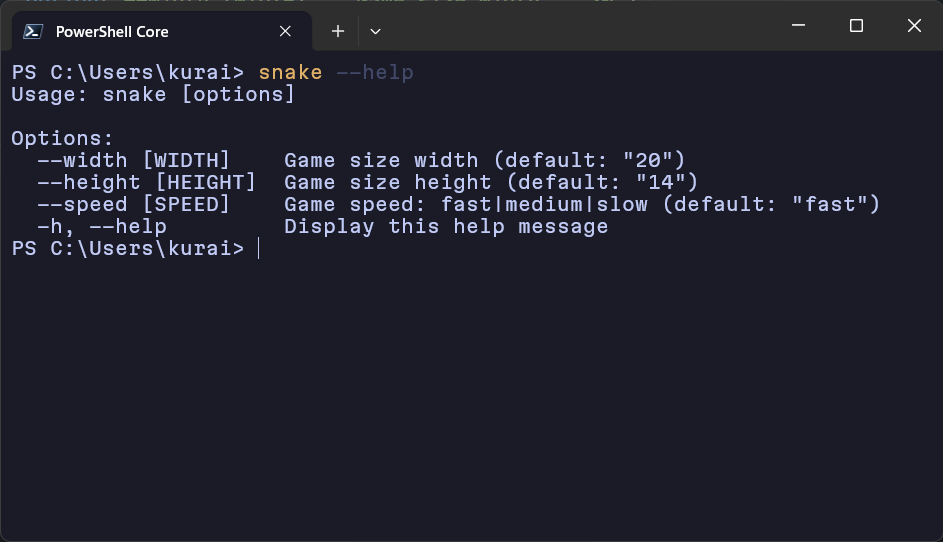 PowerShell Core
PS C:\Users\kurai> snake --help
Usage: snake [options]
Options:
--width [WIDTH] Game size width (default: "20")
--height [HEIGHT] Game size height (default: "14")
--speed [SPEED] Game speed: fast|medium|slow (default: "fast")
-h, --help Display this help message
PS C:\Users\kurai>